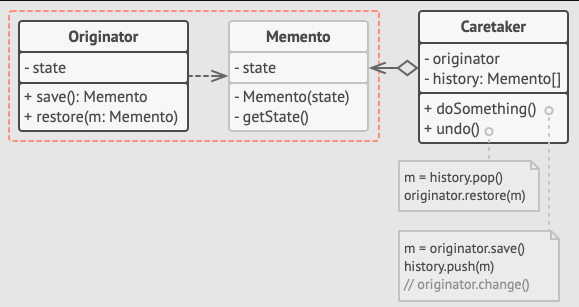 Originator
- state
+ save(): Memento
+ restore(m: Memento)
Memento
- state
- Memento(state)
- getState()
Caretaker
- originator
- history: Memento[]
+ doSomething()
+ undo()
m = history.pop()
originator.restore(m)
m = originator.save()
history.push(m)
// originator.change()